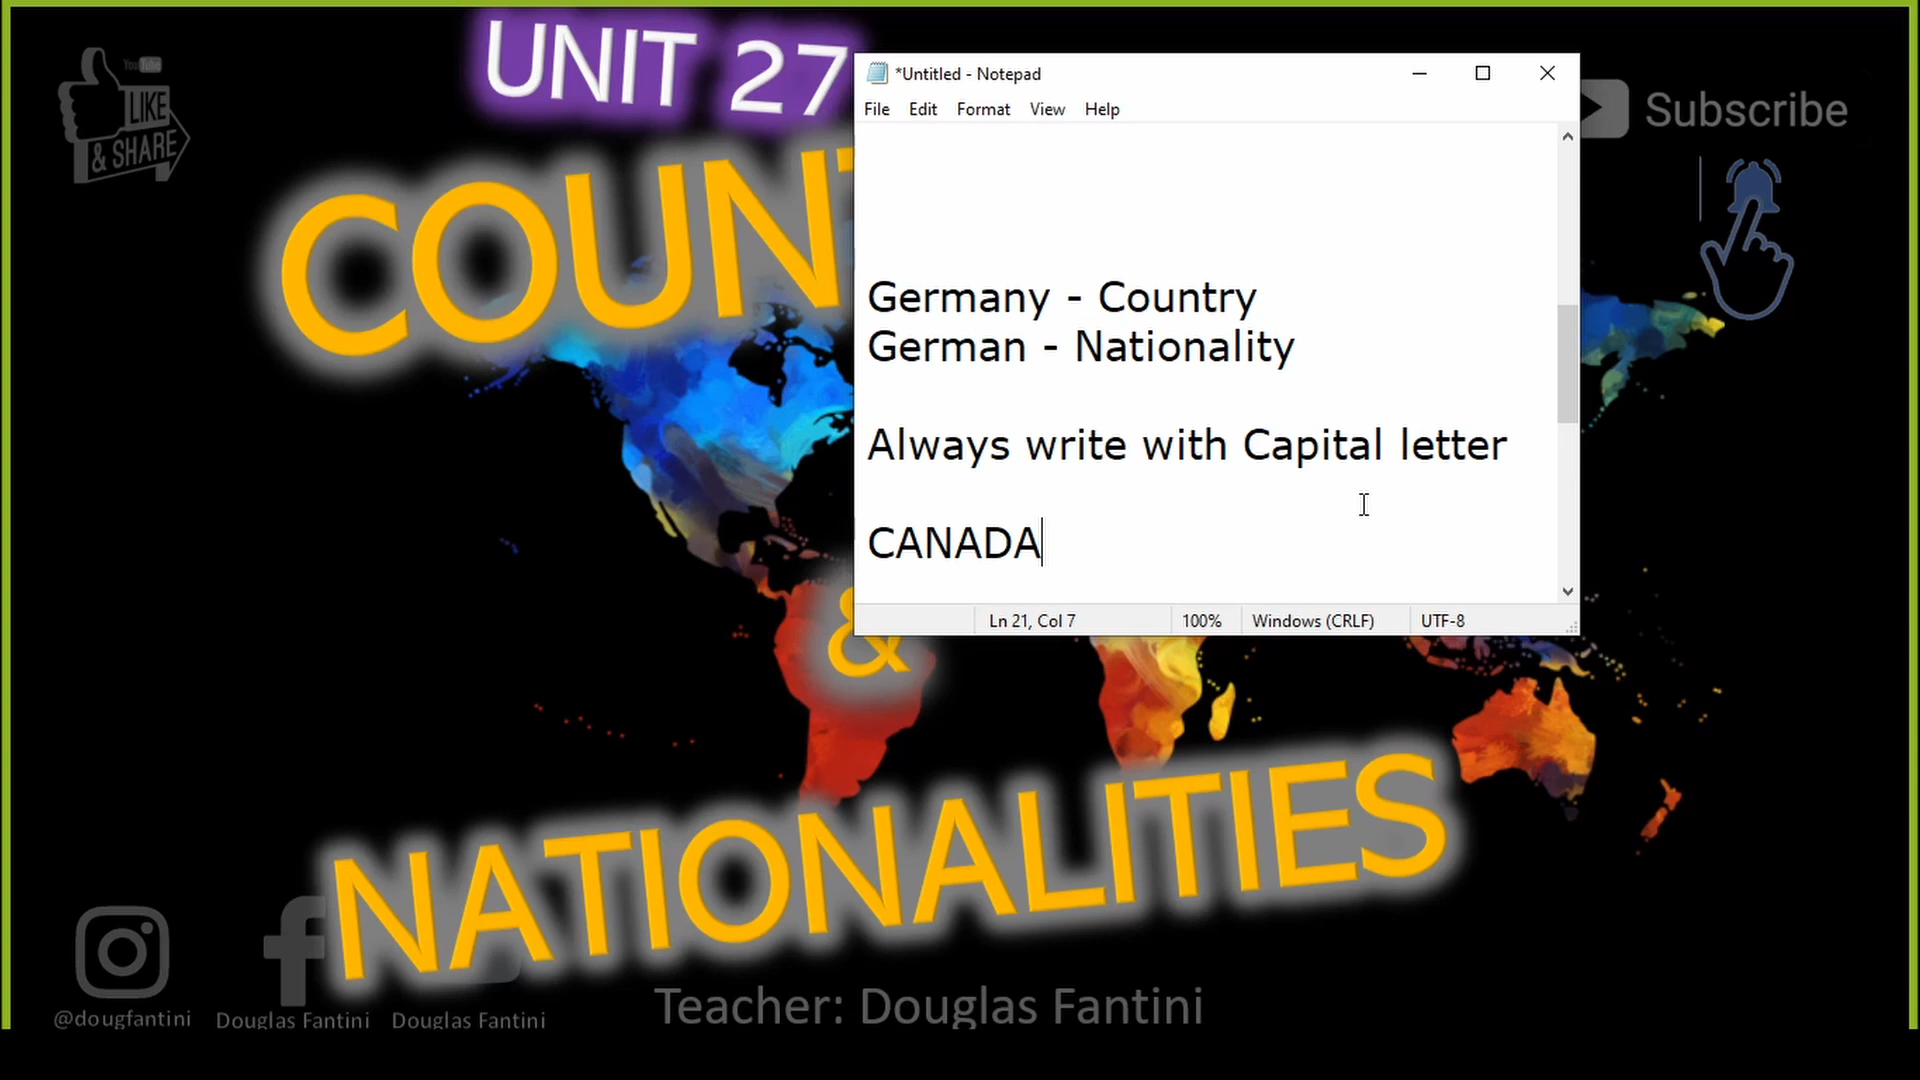 UNIT 27
COUNT
&
NATIONALITIES
YouTube
LIKE
& SHARE
*Untitled - Notepad
File Edit Format View Help
Germany - Country
German - Nationality
Always write with Capital letter
CANADA
Ln 21, Col 7 100% Windows (CRLF) UTF-8
Subscribe
@dougfantini Douglas Fantini Douglas Fantini
Teacher: Douglas Fantini